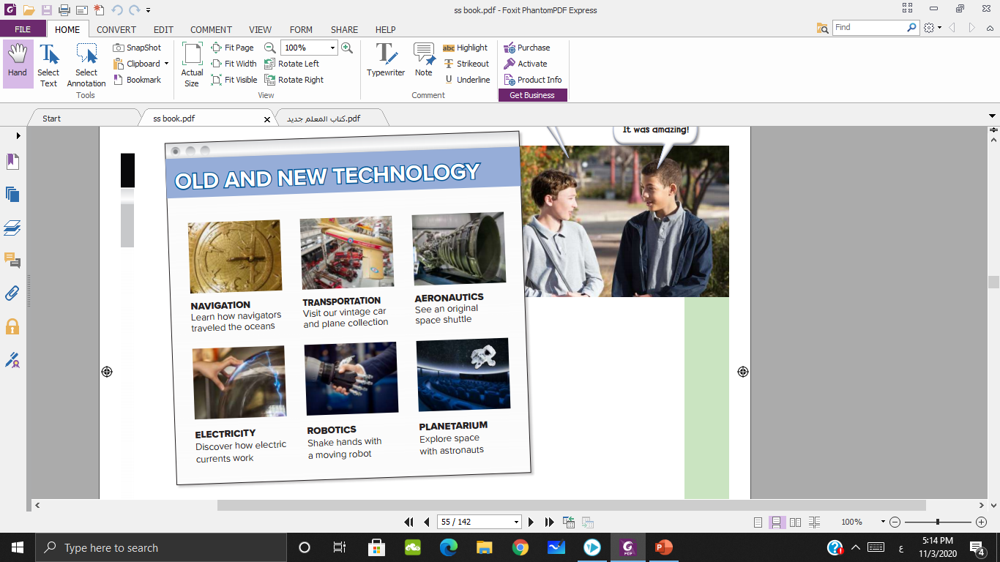 ss book.pdf - Foxit PhantomPDF Express
FILE
HOME
CONVERT
EDIT
COMMENT
VIEW
FORM
SHARE
HELP
Find
Hand
Select
Text
Select
Annotation
SnapShot
Clipboard
Bookmark
Tools
Actual
Size
Fit Page
Fit Width
Fit Visible
100%
Rotate Left
Rotate Right
View
Typewriter
Note
abc Highlight
T Strikeout
U Underline
Comment
Purchase
Activate
Product Info
Get Business
Start
ss book.pdf
كتاب المعلم جديد.pdf
It was amazing!
OLD AND NEW TECHNOLOGY
NAVIGATION
Learn how navigators
traveled the oceans
TRANSPORTATION
Visit our vintage car
and plane collection
AERONAUTICS
See an original
space shuttle
ELECTRICITY
Discover how electric
currents work
ROBOTICS
Shake hands with
a moving robot
PLANETARIUM
Explore space
with astronauts
55 / 142
100%
Type here to search
PDF
ع
5:14 PM
11/3/2020
4